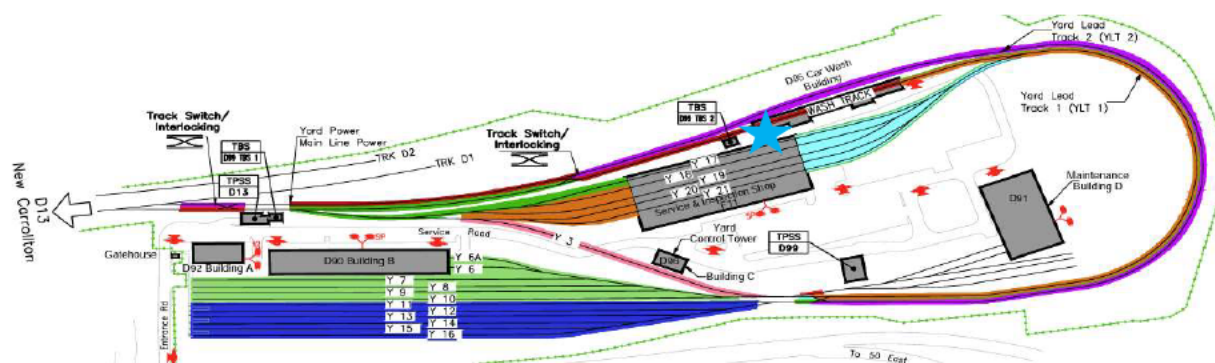 Yard Lead
Track 2 (YLT 2)
D95 Car Wash
Building
WASH TRACK
Yard Lead
Track 1 (YLT 1)
Track Switch/
Interlocking
Yard Power
Main Line Power
TRK D2
TRK D1
Track Switch/
Interlocking
TBS
D99 TBS 2
TBS
D99 TBS 1
TPSS
D13
D13
New Carrollton
Y 17
Y 18
Y 19
Y 20
Y 21
Service & Inspection Shop
SP
Maintenance
Building D
D91
Yard
Control Tower
Building C
TPSS
D99
Y 3
Service Road
SP
Gatehouse
D92 Building A
D90 Building B
Y 6A
Y 6
Y 7
Y 8
Y 9
Y 10
Y 11
Y 12
Y 13
Y 14
Y 15
Y 16
Entrance Rd
To 50 East